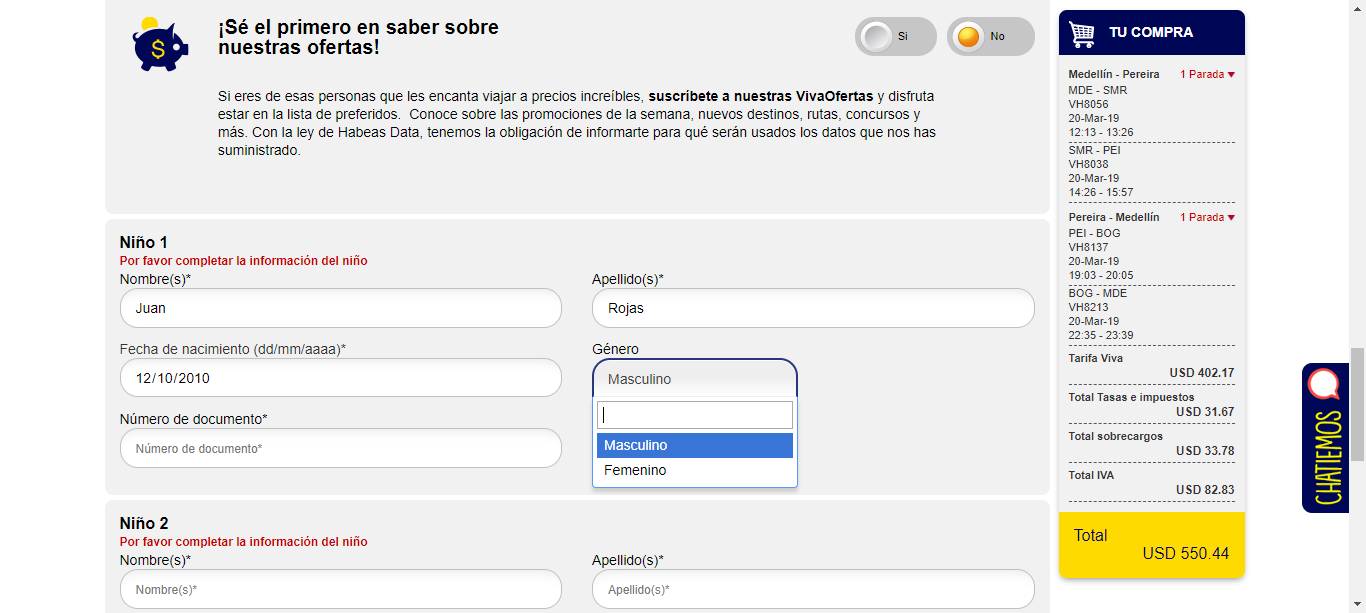 ¡Sé el primero en saber sobre
nuestras ofertas!
Si
No
Si eres de esas personas que les encanta viajar a precios increíbles, suscríbete a nuestras VivaOfertas y disfruta
estar en la lista de preferidos. Conoce sobre las promociones de la semana, nuevos destinos, rutas, concursos y
más. Con la ley de Habeas Data, tenemos la obligación de informarte para qué serán usados los datos que nos has
suministrado.
Niño 1
Por favor completar la información del niño
Nombre(s)*
Apellido(s)*
Juan
Rojas
Fecha de nacimiento (dd/mm/aaaa)*
Género
12/10/2010
Masculino
Número de documento*
Número de documento*
Masculino
Femenino
Niño 2
Por favor completar la información del niño
Nombre(s)*
Apellido(s)*
Nombre(s)*
Apellido(s)*
TU COMPRA
Medellín - Pereira 1 Parada
MDE - SMR
VH8056
20-Mar-19
12:13 - 13:26
SMR - PEI
VH8038
20-Mar-19
14:26 - 15:57
Pereira - Medellín 1 Parada
PEI - BOG
VH8137
20-Mar-19
19:03 - 20:05
BOG - MDE
VH8213
20-Mar-19
22:35 - 23:39
Tarifa Viva
USD 402.17
Total Tasas e impuestos
USD 31.67
Total sobrecargos
USD 33.78
Total IVA
USD 82.83
Total
USD 550.44
CHATIEMOS